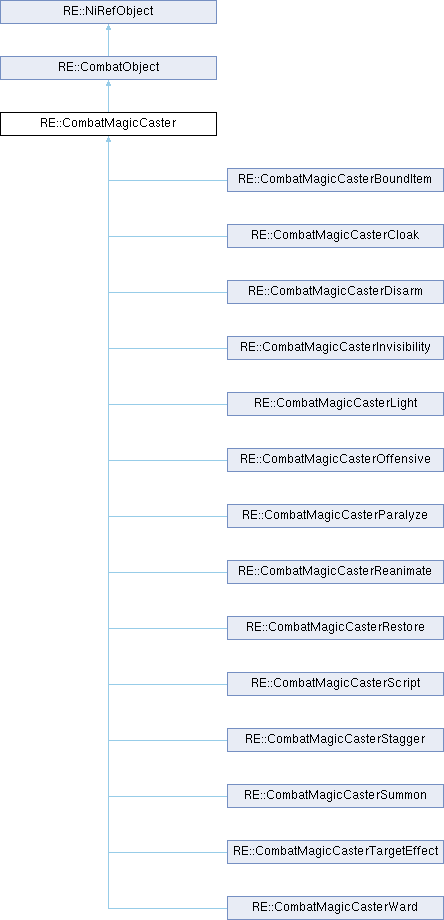 RE::NiRefObject
RE::CombatObject
RE::CombatMagicCaster
RE::CombatMagicCasterBoundItem
RE::CombatMagicCasterCloak
RE::CombatMagicCasterDisarm
RE::CombatMagicCasterInvisibility
RE::CombatMagicCasterLight
RE::CombatMagicCasterOffensive
RE::CombatMagicCasterParalyze
RE::CombatMagicCasterReanimate
RE::CombatMagicCasterRestore
RE::CombatMagicCasterScript
RE::CombatMagicCasterStagger
RE::CombatMagicCasterSummon
RE::CombatMagicCasterTargetEffect
RE::CombatMagicCasterWard